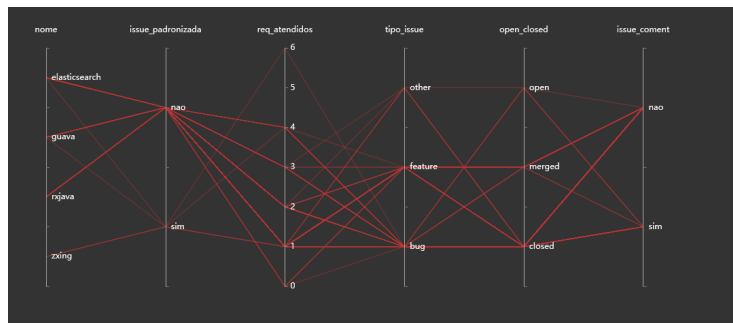 nome issue_padronizada req_atendidos tipo_issue open_closed issue_coment
6
elasticsearch 5 other open
nao nao
4
guava
3 feature merged
rxjava 2
sim sim
1 bug closed
zxing
0